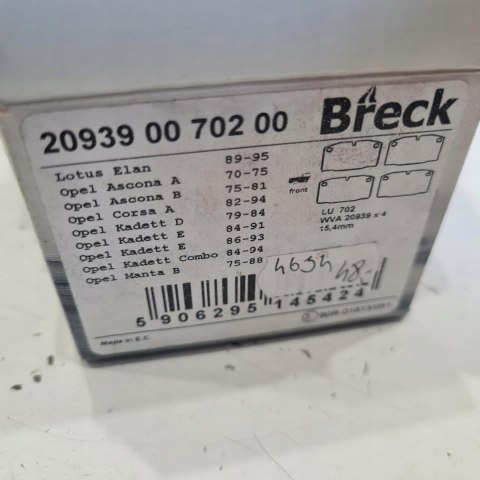 20939 00 702 00
Breck
Lotus Elan 89-95
Opel Ascona A 70-75
Opel Ascona B 75-81
Opel Corsa A 82-94
Opel Kadett D 79-84
Opel Kadett E 84-91
Opel Kadett E 86-93
Opel Kadett Combo 84-94
Opel Manta B 75-88
front
LU 702
WVA 20939 x 4
15,4mm
4634
48,-
5 906295 145424
Made in E.C.